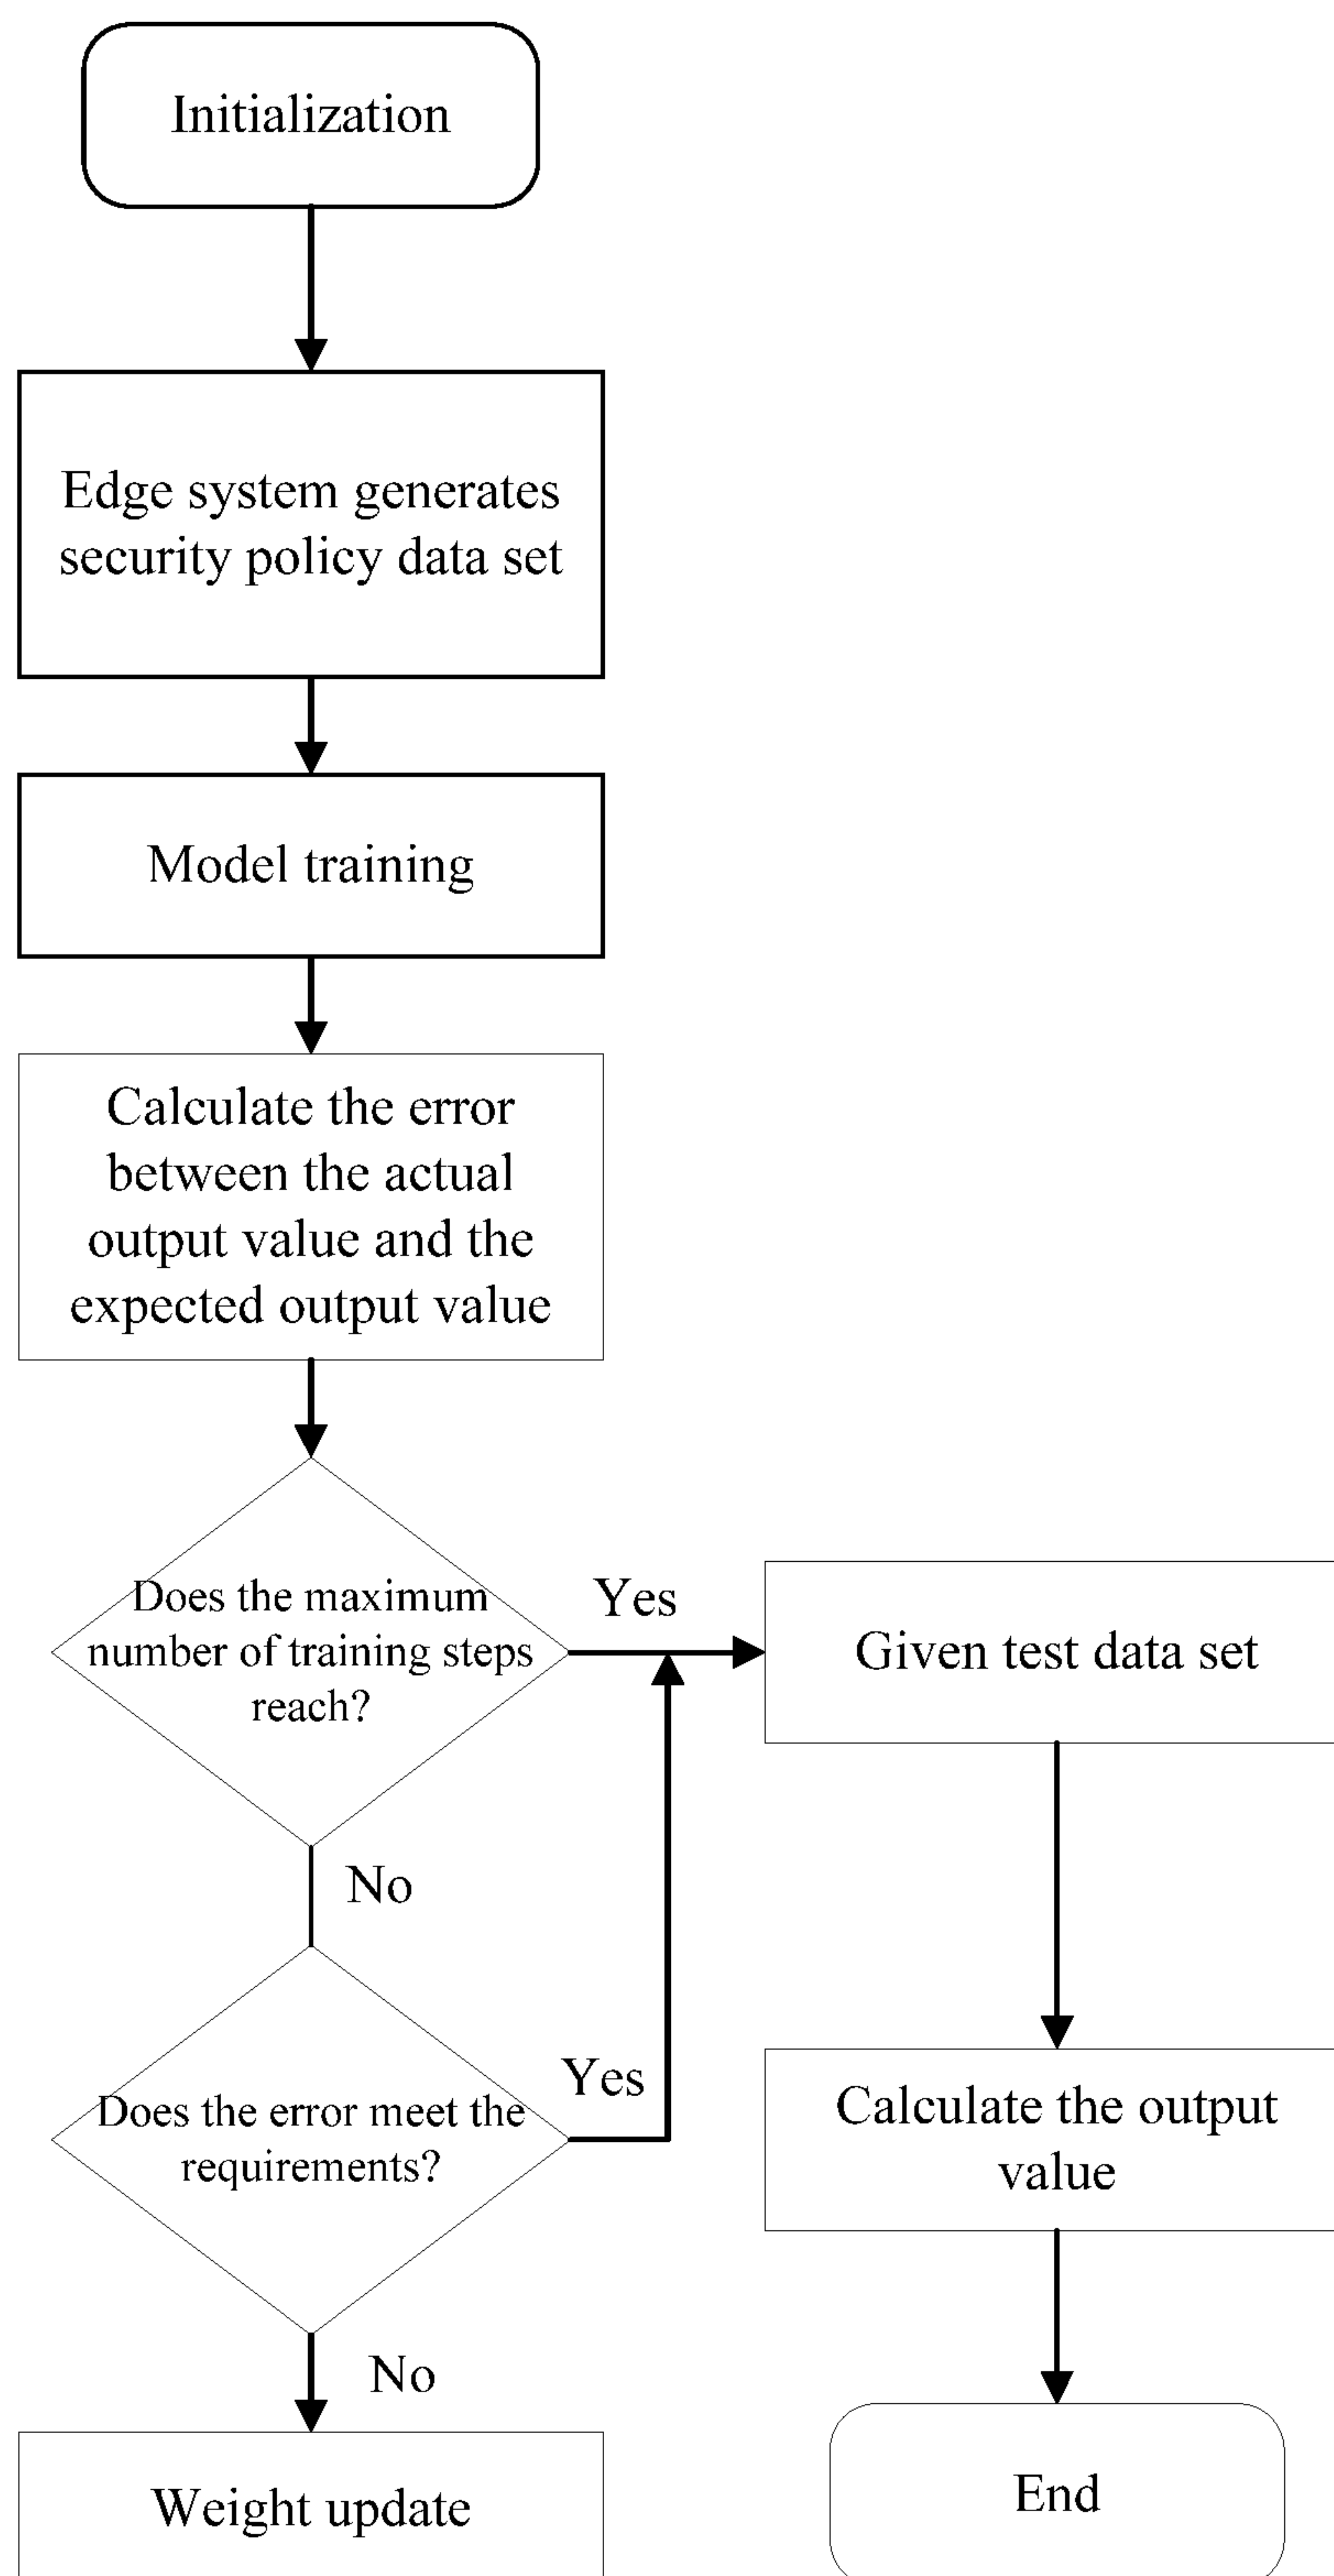 Initialization
Edge system generates
security policy data set
Model training
Calculate the error
between the actual
output value and the
expected output value
Does the maximum
number of training steps
reach?
Yes
Given test data set
No
Does the error meet the
requirements?
Yes
Calculate the output
value
No
Weight update
End